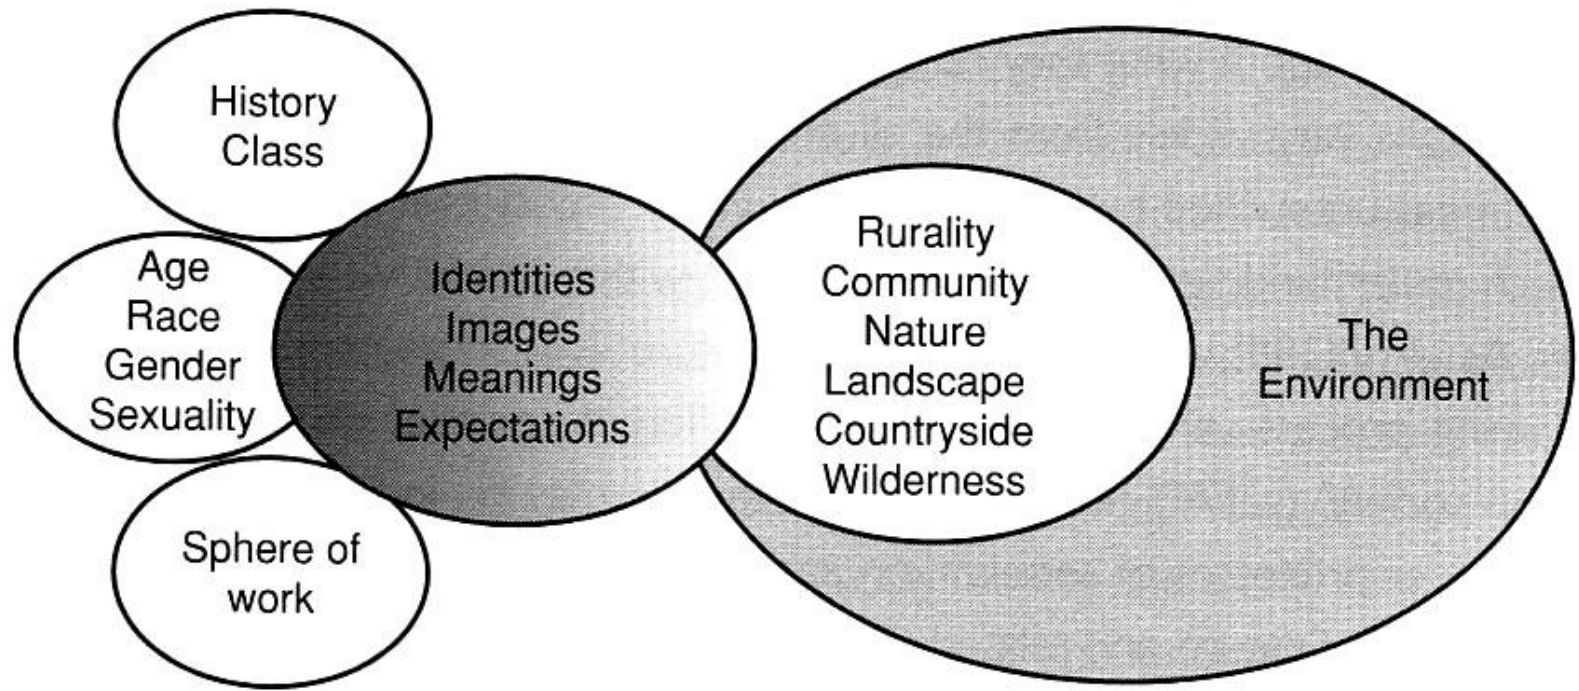 History
Class
Age
Race
Gender
Sexuality
Sphere of
work
Identities
Images
Meanings
Expectations
Rurality
Community
Nature
Landscape
Countryside
Wilderness
The
Environment